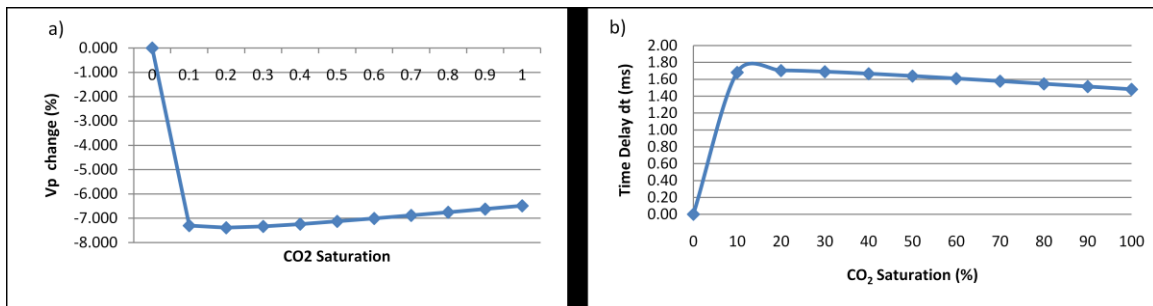 a)
0.000
-1.000
-2.000
-3.000
-4.000
-5.000
-6.000
-7.000
-8.000
0 0.1 0.2 0.3 0.4 0.5 0.6 0.7 0.8 0.9 1
Vp change (%)
CO2 Saturation
b)
2.00
1.80
1.60
1.40
1.20
1.00
0.80
0.60
0.40
0.20
0.00
0 10 20 30 40 50 60 70 80 90 100
Time Delay dt (ms)
CO₂ Saturation (%)